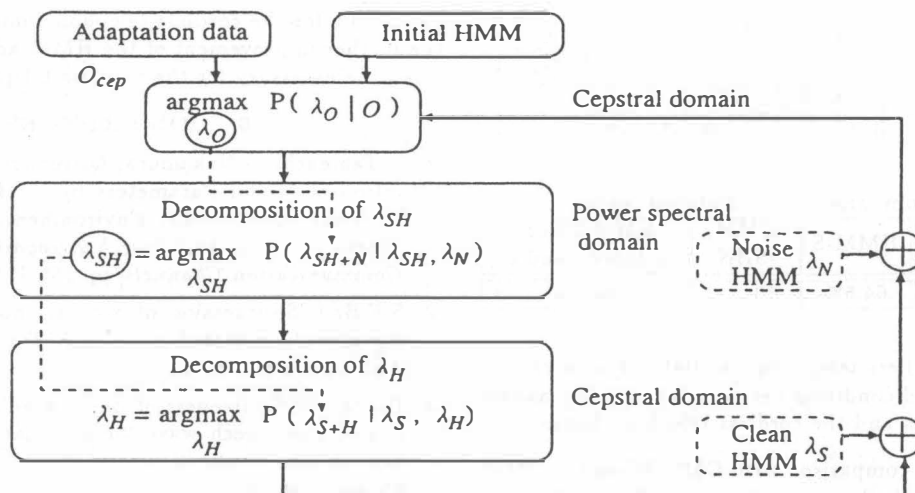 Adaptation data
Initial HMM
O_cep
argmax P( λ_O | O )
λ_O
Cepstral domain
Decomposition of λ_SH
λ_SH = argmax P( λ_SH+N | λ_SH, λ_N )
λ_SH
Power spectral
domain
Noise
HMM λ_N
Decomposition of λ_H
λ_H = argmax P( λ_S+H | λ_S, λ_H )
λ_H
Cepstral domain
Clean
HMM λ_S